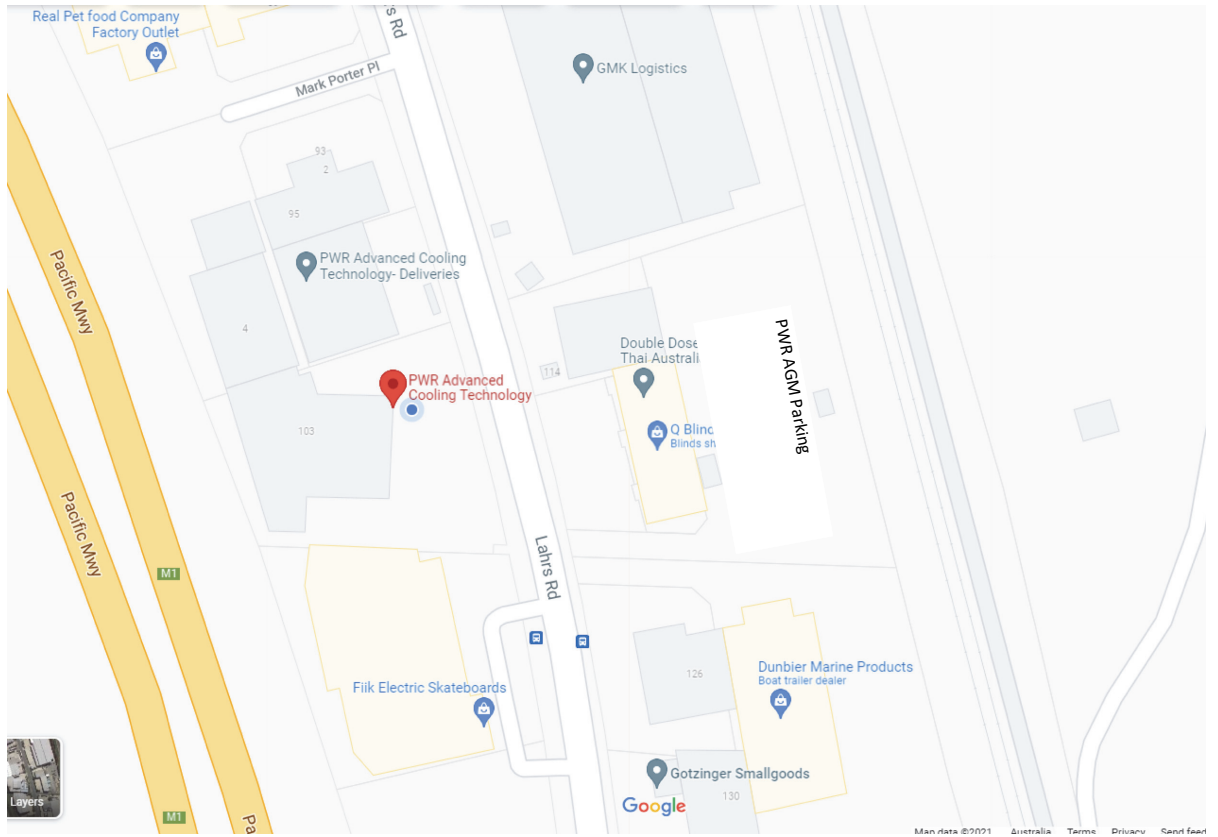 Real Pet food Company
Factory Outlet
s Rd
GMK Logistics
Mark Porter Pl
93
2
95
PWR Advanced Cooling
Technology- Deliveries
Pacific Mwy
4
Double Dose
Thai Australia
PWR AGM Parking
114
PWR Advanced
Cooling Technology
103
Q Blind
Blinds sh
Pacific Mwy
Lahrs Rd
M1
126
Dunbier Marine Products
Boat trailer dealer
Fiik Electric Skateboards
Gotzinger Smallgoods
130
Layers
Google
M1
Pa
Map data ©2021 Australia Terms Privacy Send feed